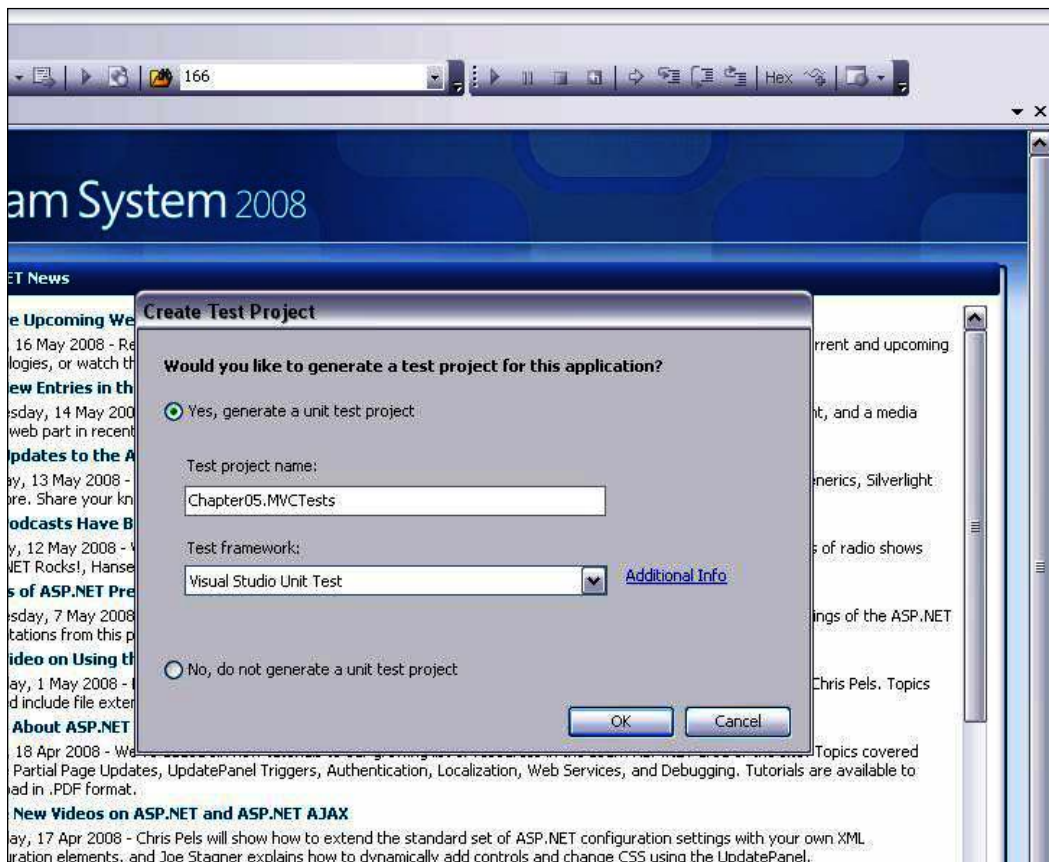 166
Hex
am System 2008
ET News
e Upcoming We
, 16 May 2008 - Re
rrent and upcoming
logies, or watch th
ew Entries in th
sday, 14 May 200
nt, and a media
web part in recent
Updates to the A
ay, 13 May 2008 -
enerics, Silverlight
ore. Share your kn
odcasts Have B
y, 12 May 2008 -
s of radio shows
NET Rocks!, Hanse
s of ASP.NET Pre
esday, 7 May 2008
ings of the ASP.NET
tations from this p
ideo on Using th
ay, 1 May 2008 -
Chris Pels. Topics
d include file exter
About ASP.NET
, 18 Apr 2008 - We
Topics covered
Partial Page Updates, UpdatePanel Triggers, Authentication, Localization, Web Services, and Debugging. Tutorials are available to
ad in .PDF format.
New Videos on ASP.NET and ASP.NET AJAX
ay, 17 Apr 2008 - Chris Pels will show how to extend the standard set of ASP.NET configuration settings with your own XML
uration elements, and Joe Stagner explains how to dynamically add controls and change CSS using the UpdatePanel.
Create Test Project
Would you like to generate a test project for this application?
Yes, generate a unit test project
Test project name:
Chapter05.MVCTests
Test framework:
Visual Studio Unit Test
Additional Info
No, do not generate a unit test project
OK
Cancel